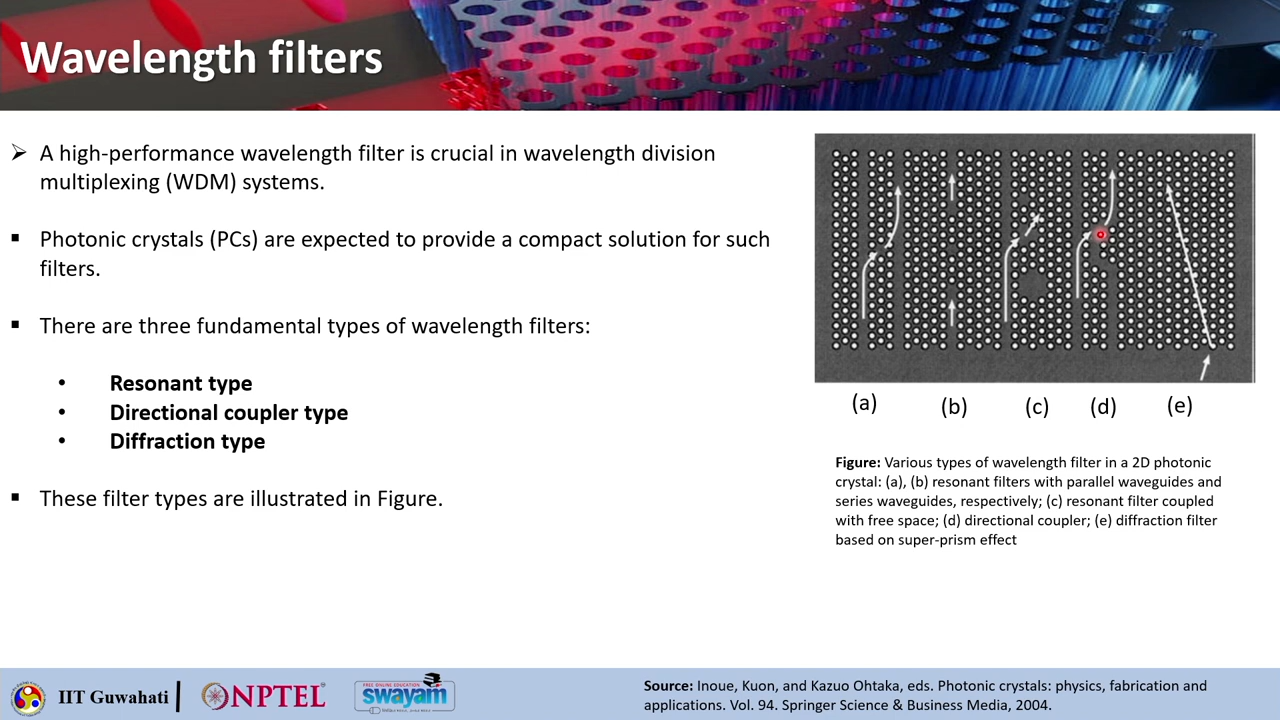 Wavelength filters
➢ A high-performance wavelength filter is crucial in wavelength division
multiplexing (WDM) systems.
▪ Photonic crystals (PCs) are expected to provide a compact solution for such
filters.
▪ There are three fundamental types of wavelength filters:
• Resonant type
• Directional coupler type
• Diffraction type
▪ These filter types are illustrated in Figure.
(a) (b) (c) (d) (e)
Figure: Various types of wavelength filter in a 2D photonic
crystal: (a), (b) resonant filters with parallel waveguides and
series waveguides, respectively; (c) resonant filter coupled
with free space; (d) directional coupler; (e) diffraction filter
based on super-prism effect
IIT Guwahati
NPTEL
FREE ONLINE EDUCATION
swayam
Source: Inoue, Kuon, and Kazuo Ohtaka, eds. Photonic crystals: physics, fabrication and
applications. Vol. 94. Springer Science & Business Media, 2004.